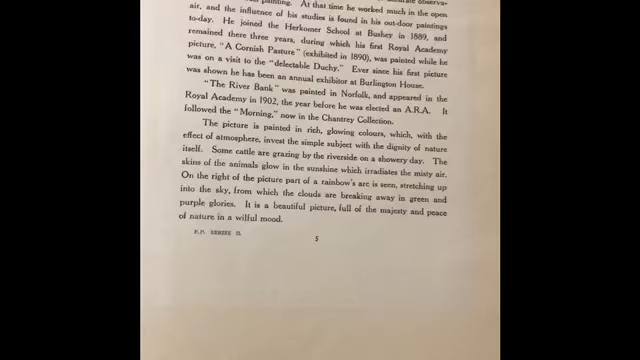 painting. At that time he worked much in the open
air, and the influence of his studies is found in his out-door paintings
to-day. He joined the Herkomer School at Bushey in 1889, and
remained there three years, during which his first Royal Academy
picture, "A Cornish Pasture" (exhibited in 1890), was painted while he
was on a visit to the "delectable Duchy." Ever since his first picture
was shown he has been an annual exhibitor at Burlington House.
"The River Bank" was painted in Norfolk, and appeared in the
Royal Academy in 1902, the year before he was elected an A.R.A. It
followed the "Morning," now in the Chantrey Collection.
The picture is painted in rich, glowing colours, which, with the
effect of atmosphere, invest the simple subject with the dignity of nature
itself. Some cattle are grazing by the riverside on a showery day. The
skins of the animals glow in the sunshine which irradiates the misty air.
On the right of the picture part of a rainbow's arc is seen, stretching up
into the sky, from which the clouds are breaking away in green and
purple glories. It is a beautiful picture, full of the majesty and peace
of nature in a wilful mood.
F.P. SERIES II.
5